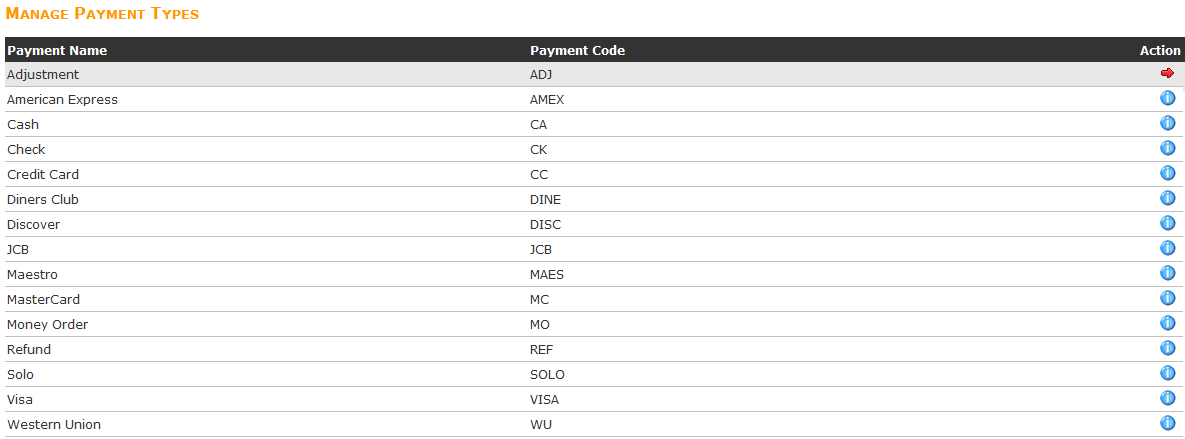 Manage Payment Types
Payment Name Payment Code Action
Adjustment ADJ
American Express AMEX
Cash CA
Check CK
Credit Card CC
Diners Club DINE
Discover DISC
JCB JCB
Maestro MAES
MasterCard MC
Money Order MO
Refund REF
Solo SOLO
Visa VISA
Western Union WU